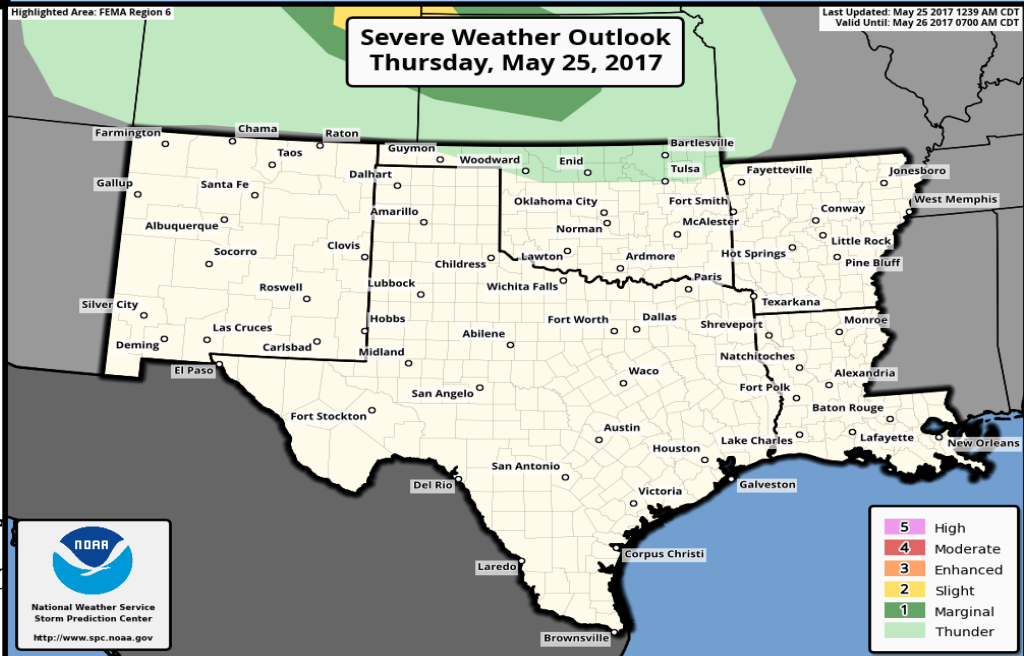 Highlighted Area: FEMA Region 6
Last Updated: May 25 2017 1239 AM CDT
Valid Until: May 26 2017 0700 AM CDT
Severe Weather Outlook
Thursday, May 25, 2017
Farmington
Chama
Raton
Taos
Guymon
Woodward
Enid
Bartlesville
Tulsa
Gallup
Santa Fe
Dalhart
Fayetteville
Jonesboro
Albuquerque
Amarillo
Oklahoma City
Fort Smith
Conway
West Memphis
Norman
McAlester
Socorro
Clovis
Childress
Lawton
Ardmore
Hot Springs
Little Rock
Pine Bluff
Roswell
Lubbock
Wichita Falls
Paris
Texarkana
Silver City
Las Cruces
Hobbs
Abilene
Fort Worth
Dallas
Shreveport
Monroe
Deming
Carlsbad
Midland
Natchitoches
El Paso
San Angelo
Waco
Fort Polk
Alexandria
Fort Stockton
Austin
Baton Rouge
Houston
Lake Charles
Lafayette
New Orleans
Del Rio
San Antonio
Victoria
Galveston
Laredo
Corpus Christi
Brownsville
NOAA
National Weather Service
Storm Prediction Center
http://www.spc.noaa.gov
5 High
4 Moderate
3 Enhanced
2 Slight
1 Marginal
Thunder